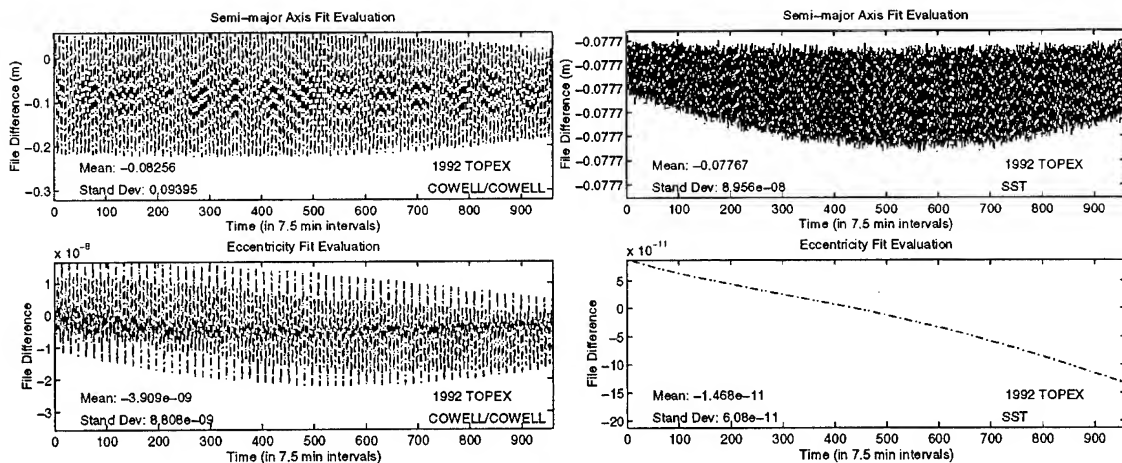 Semi-major Axis Fit Evaluation
File Difference (m)
0
-0.1
-0.2
-0.3
Mean: -0.08256
Stand Dev: 0.09395
1992 TOPEX
COWELL/COWELL
0 100 200 300 400 500 600 700 800 900
Time (in 7.5 min intervals)
Semi-major Axis Fit Evaluation
File Difference (m)
-0.0777
-0.0777
-0.0777
-0.0777
-0.0777
-0.0777
-0.0777
-0.0777
Mean: -0.07767
Stand Dev: 8.956e-08
1992 TOPEX
SST
0 100 200 300 400 500 600 700 800 900
Time (in 7.5 min intervals)
Eccentricity Fit Evaluation
x 10⁻⁸
File Difference
1
0
-1
-2
-3
Mean: -3.909e-09
Stand Dev: 8.808e-09
1992 TOPEX
COWELL/COWELL
0 100 200 300 400 500 600 700 800 900
Time (in 7.5 min intervals)
Eccentricity Fit Evaluation
x 10⁻¹¹
File Difference
5
0
-5
-10
-15
-20
Mean: -1.468e-11
Stand Dev: 6.08e-11
1992 TOPEX
SST
0 100 200 300 400 500 600 700 800 900
Time (in 7.5 min intervals)